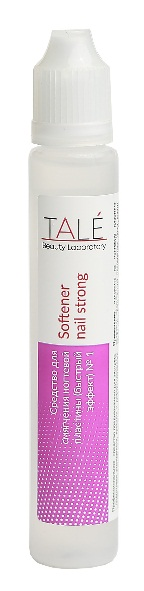 TALÉ
Beauty Laboratory
Softener
nail strong
Средство для
смягчения ногтевой
пластины (быстрый
эффект) № 1